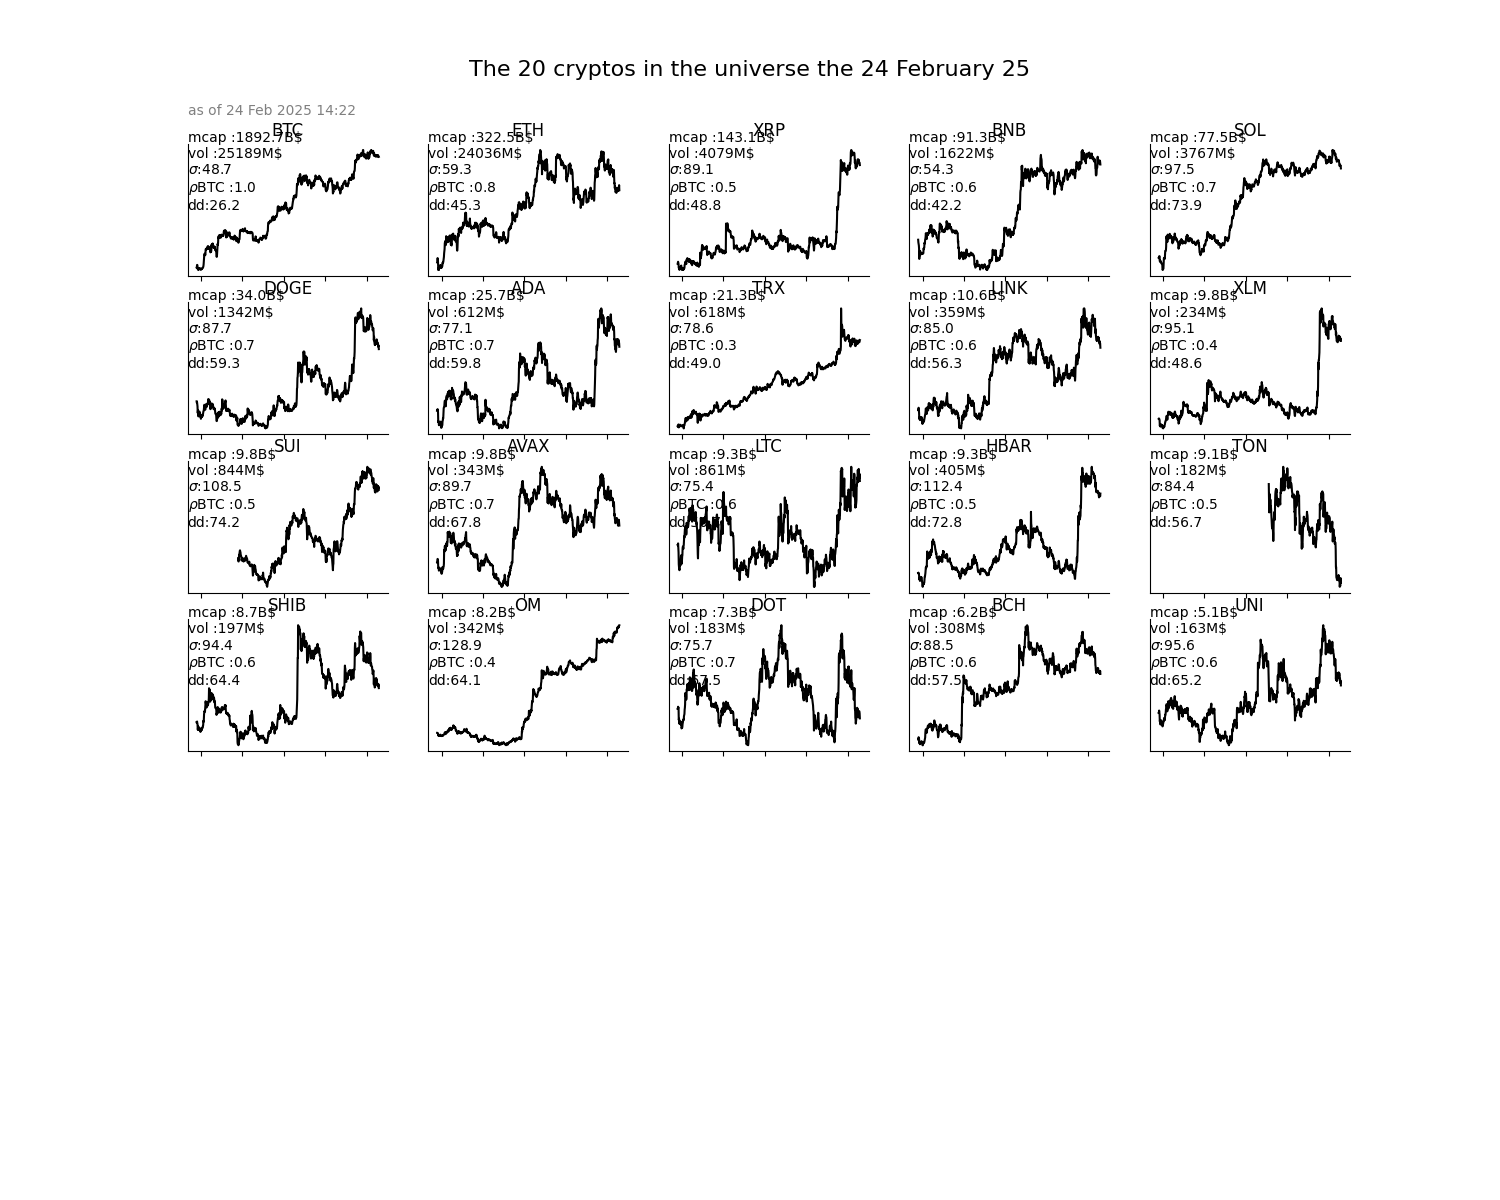 The 20 cryptos in the universe the 24 February 25
as of 24 Feb 2025 14:22
BTC
mcap :1892.7B$
vol :25189M$
σ:48.7
ρBTC :1.0
dd:26.2
ETH
mcap :322.5B$
vol :24036M$
σ:59.3
ρBTC :0.8
dd:45.3
XRP
mcap :143.1B$
vol :4079M$
σ:89.1
ρBTC :0.5
dd:48.8
BNB
mcap :91.3B$
vol :1622M$
σ:54.3
ρBTC :0.6
dd:42.2
SOL
mcap :77.5B$
vol :3767M$
σ:97.5
ρBTC :0.7
dd:73.9
DOGE
mcap :34.0B$
vol :1342M$
σ:87.7
ρBTC :0.7
dd:59.3
ADA
mcap :25.7B$
vol :612M$
σ:77.1
ρBTC :0.7
dd:59.8
TRX
mcap :21.3B$
vol :618M$
σ:78.6
ρBTC :0.3
dd:49.0
LINK
mcap :10.6B$
vol :359M$
σ:85.0
ρBTC :0.6
dd:56.3
XLM
mcap :9.8B$
vol :234M$
σ:95.1
ρBTC :0.4
dd:48.6
SUI
mcap :9.8B$
vol :844M$
σ:108.5
ρBTC :0.5
dd:74.2
AVAX
mcap :9.8B$
vol :343M$
σ:89.7
ρBTC :0.7
dd:67.8
LTC
mcap :9.3B$
vol :861M$
σ:75.4
ρBTC :0.6
HBAR
mcap :9.3B$
vol :405M$
σ:112.4
ρBTC :0.5
dd:72.8
TON
mcap :9.1B$
vol :182M$
σ:84.4
ρBTC :0.5
dd:56.7
SHIB
mcap :8.7B$
vol :197M$
σ:94.4
ρBTC :0.6
dd:64.4
OM
mcap :8.2B$
vol :342M$
σ:128.9
ρBTC :0.4
dd:64.1
DOT
mcap :7.3B$
vol :183M$
σ:75.7
ρBTC :0.7
dd:67.5
BCH
mcap :6.2B$
vol :308M$
σ:88.5
ρBTC :0.6
dd:57.5
UNI
mcap :5.1B$
vol :163M$
σ:95.6
ρBTC :0.6
dd:65.2